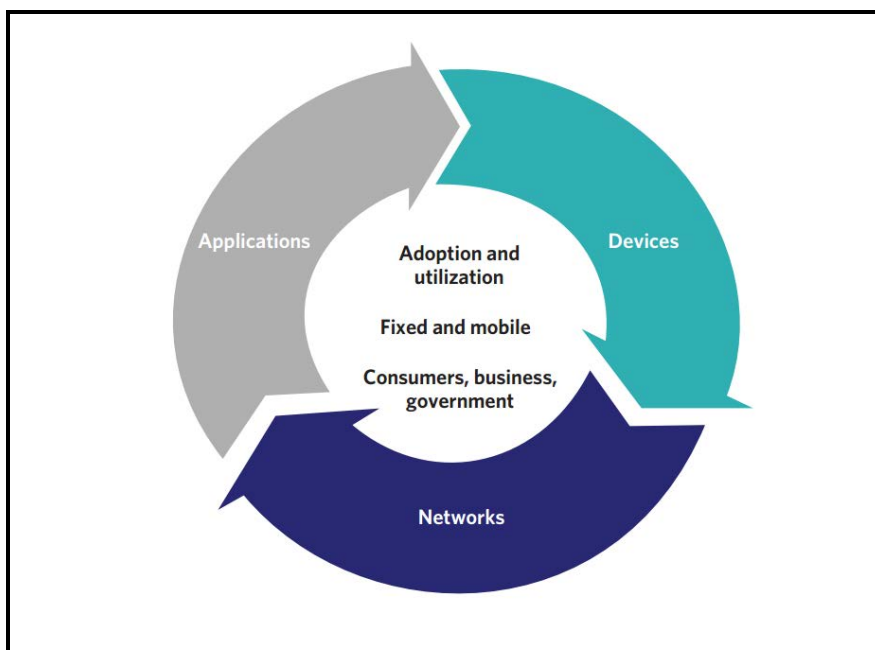 Applications
Devices
Adoption and
utilization
Fixed and mobile
Consumers, business,
government
Networks